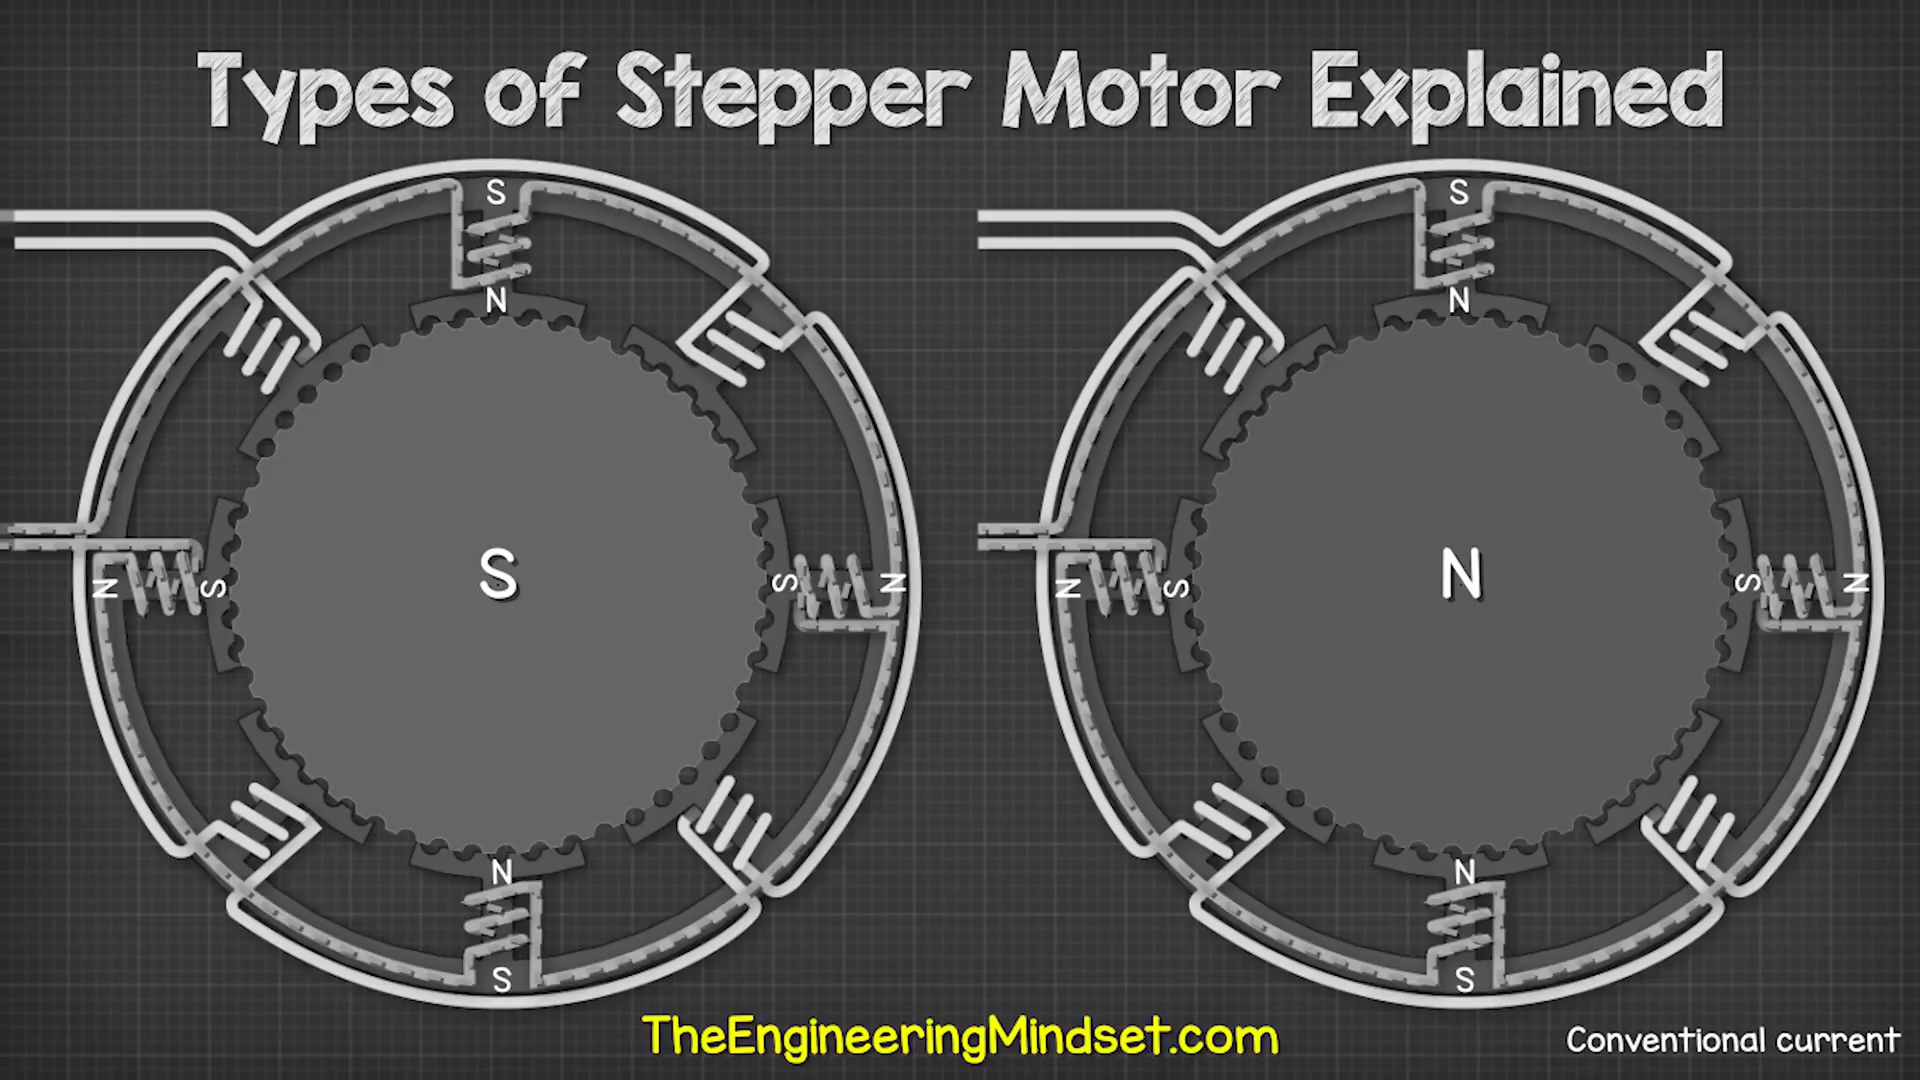 Types of Stepper Motor Explained
S
N
N
S
S
S
N
N
S
S
N
N
S
N
S
N
N
S
TheEngineeringMindset.com
Conventional current